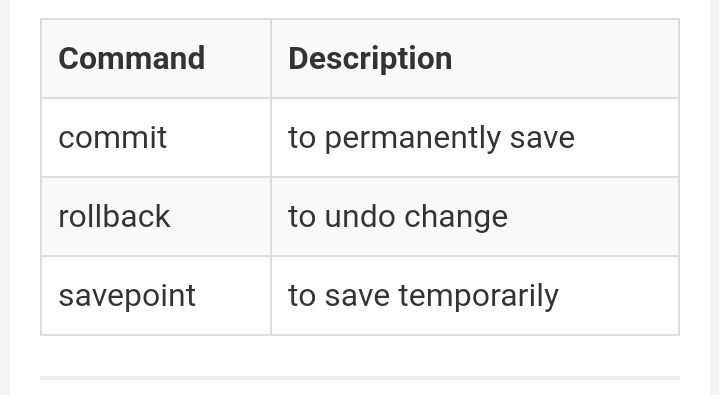 Command Description
commit to permanently save
rollback to undo change
savepoint to save temporarily